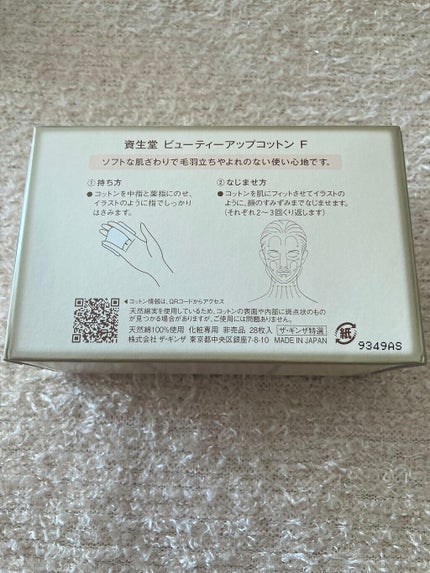 資生堂 ビューティーアップコットン F
ソフトな肌ざわりで毛羽立ちやよれのない使い心地です。
①持ち方
●コットンを中指と薬指にのせ、
イラストのように指でしっかり
はさみます。
②なじませ方
●コットンを肌にフィットさせてイラストの
ように、顔のすみずみまでなじませます。
(それぞれ2〜3回くり返します)
◀コットン情報は、QRコードからアクセス
天然綿実を使用しているため、コットンの表面や内部に斑点状のもの
が見つかる場合がありますが、ご使用には問題ありません。
天然綿100%使用 化粧専用 非売品 28枚入 ザ・ギンザ特選
株式会社 ザ・ギンザ 東京都中央区銀座7-8-10 MADE IN JAPAN
紙
9349AS